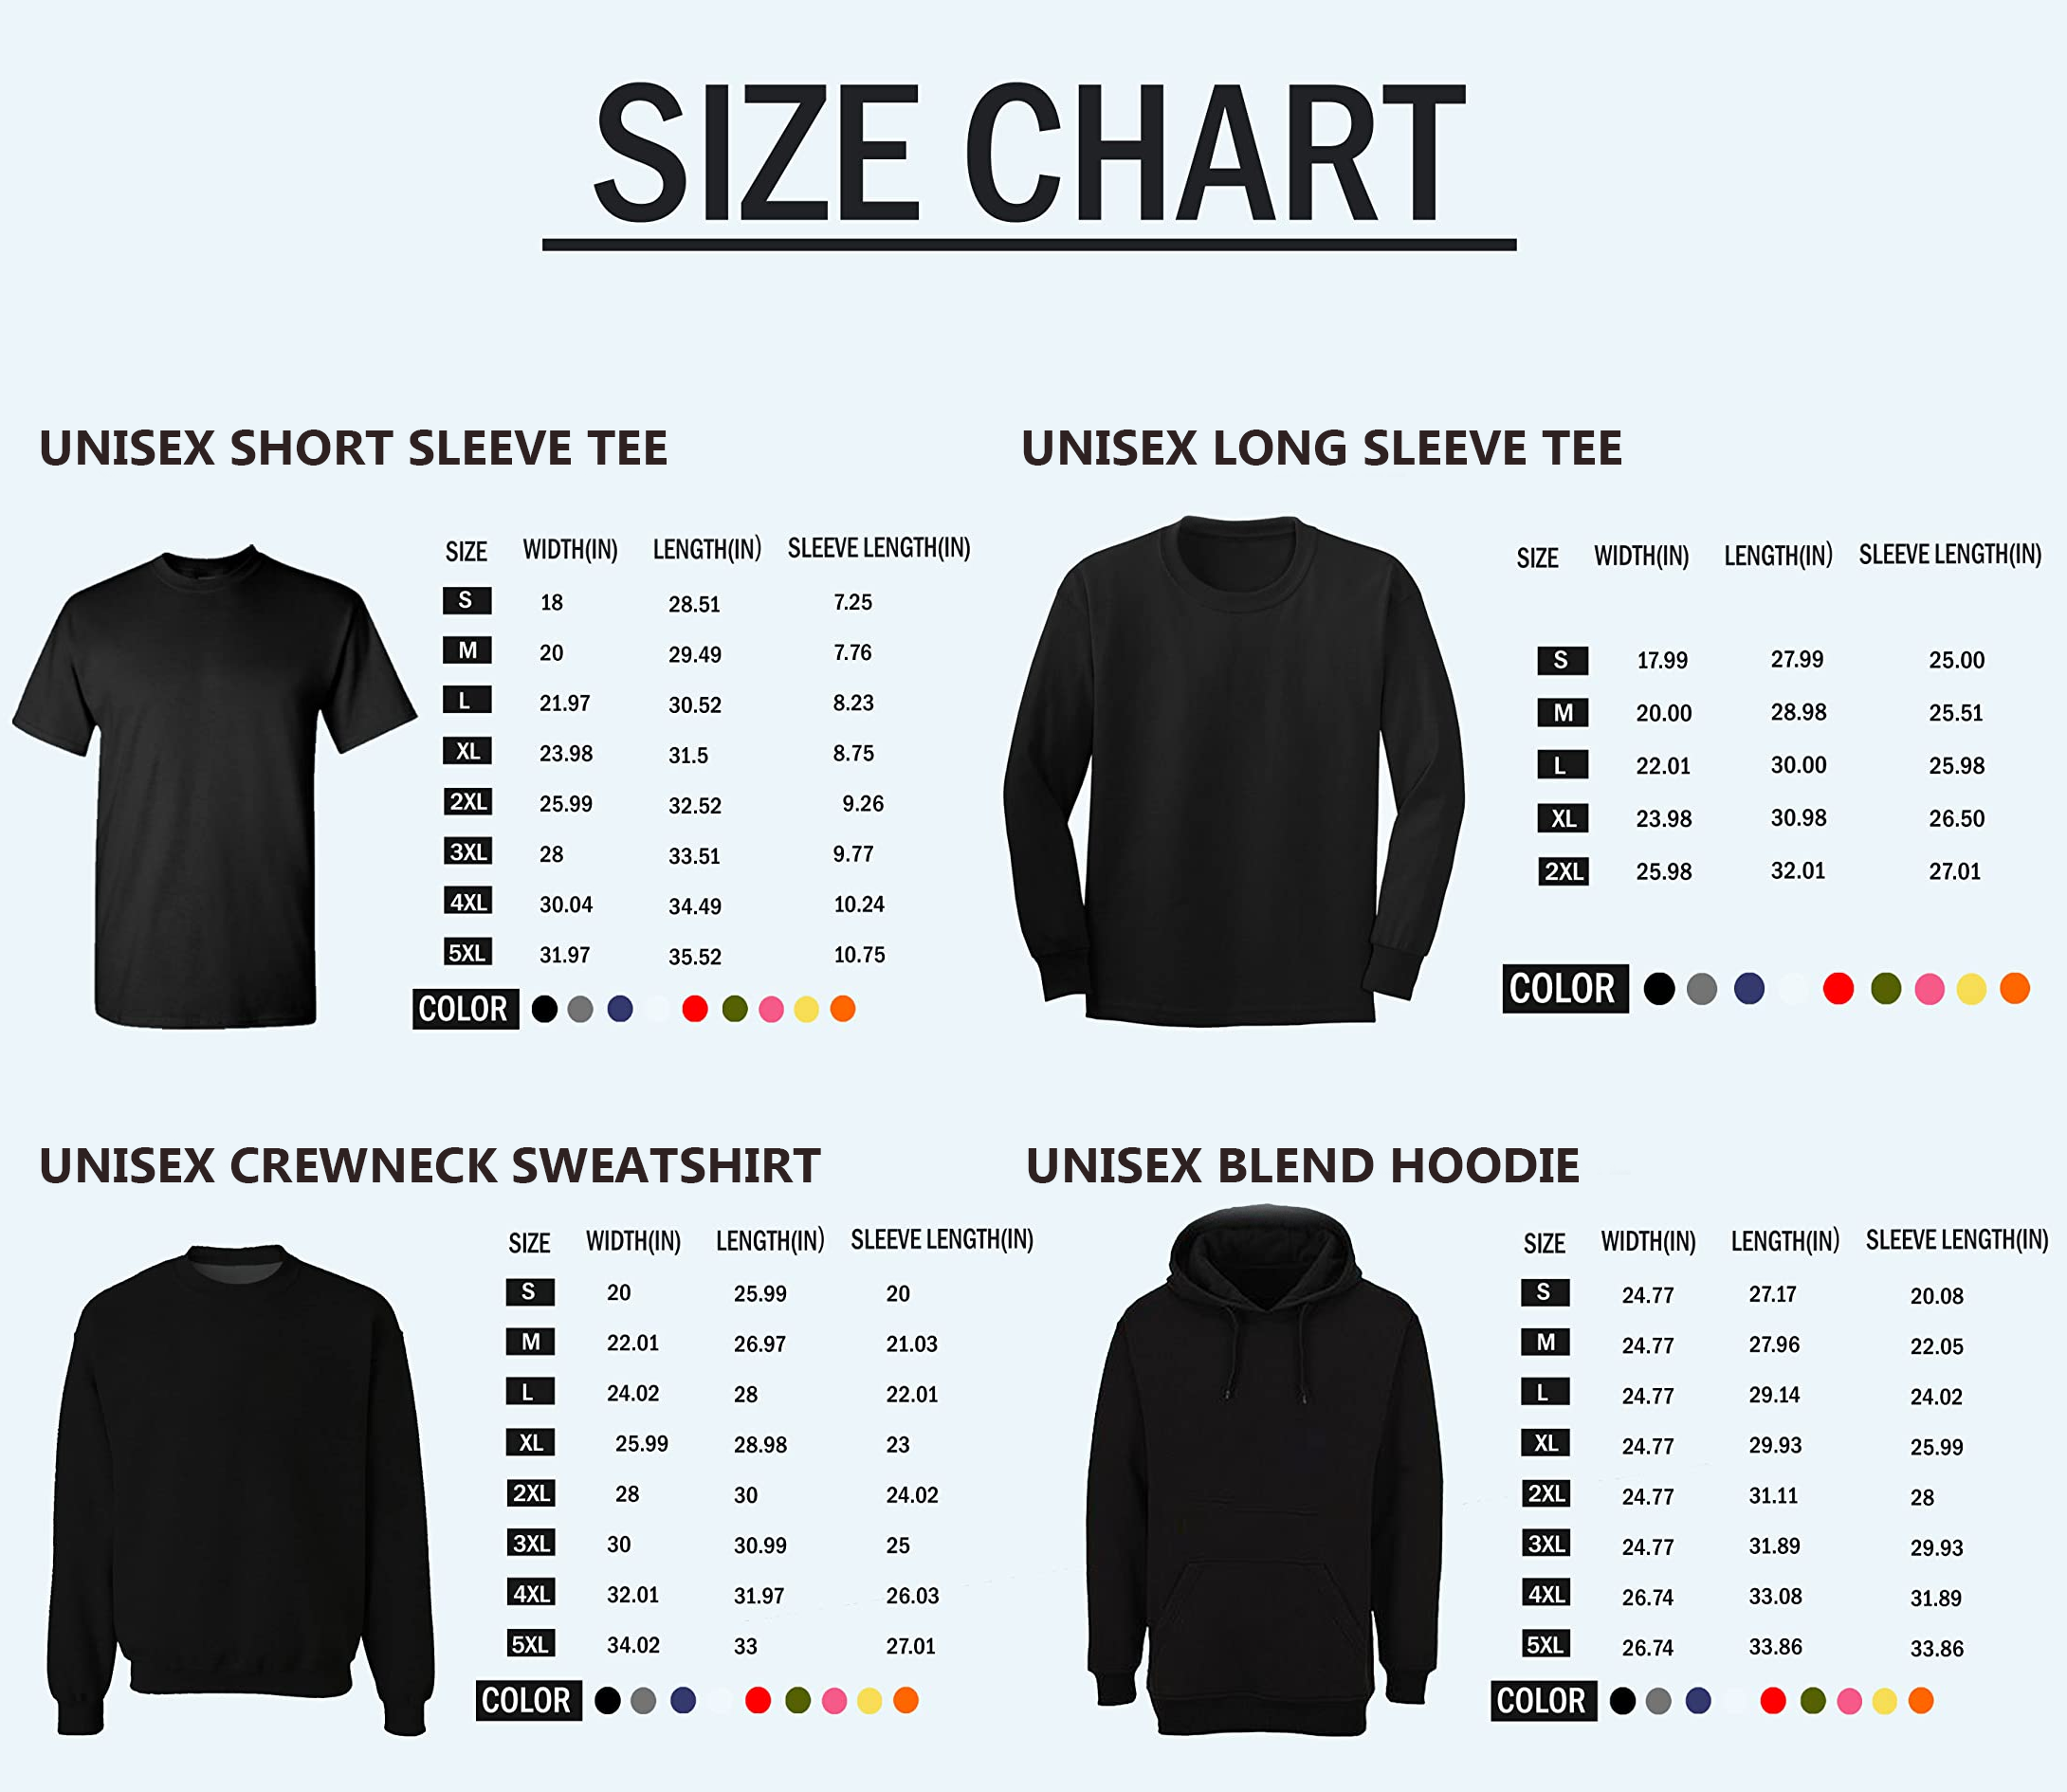 SIZE CHART
UNISEX SHORT SLEEVE TEE
SIZE WIDTH(IN) LENGTH(IN) SLEEVE LENGTH(IN)
S 18 28.51 7.25
M 20 29.49 7.76
L 21.97 30.52 8.23
XL 23.98 31.5 8.75
2XL 25.99 32.52 9.26
3XL 28 33.51 9.77
4XL 30.04 34.49 10.24
5XL 31.97 35.52 10.75
COLOR
UNISEX LONG SLEEVE TEE
SIZE WIDTH(IN) LENGTH(IN) SLEEVE LENGTH(IN)
S 17.99 27.99 25.00
M 20.00 28.98 25.51
L 22.01 30.00 25.98
XL 23.98 30.98 26.50
2XL 25.98 32.01 27.01
COLOR
UNISEX CREWNECK SWEATSHIRT
SIZE WIDTH(IN) LENGTH(IN) SLEEVE LENGTH(IN)
S 20 25.99 20
M 22.01 26.97 21.03
L 24.02 28 22.01
XL 25.99 28.98 23
2XL 28 30 24.02
3XL 30 30.99 25
4XL 32.01 31.97 26.03
5XL 34.02 33 27.01
COLOR
UNISEX BLEND HOODIE
SIZE WIDTH(IN) LENGTH(IN) SLEEVE LENGTH(IN)
S 24.77 27.17 20.08
M 24.77 27.96 22.05
L 24.77 29.14 24.02
XL 24.77 29.93 25.99
2XL 24.77 31.11 28
3XL 24.77 31.89 29.93
4XL 26.74 33.08 31.89
5XL 26.74 33.86 33.86
COLOR